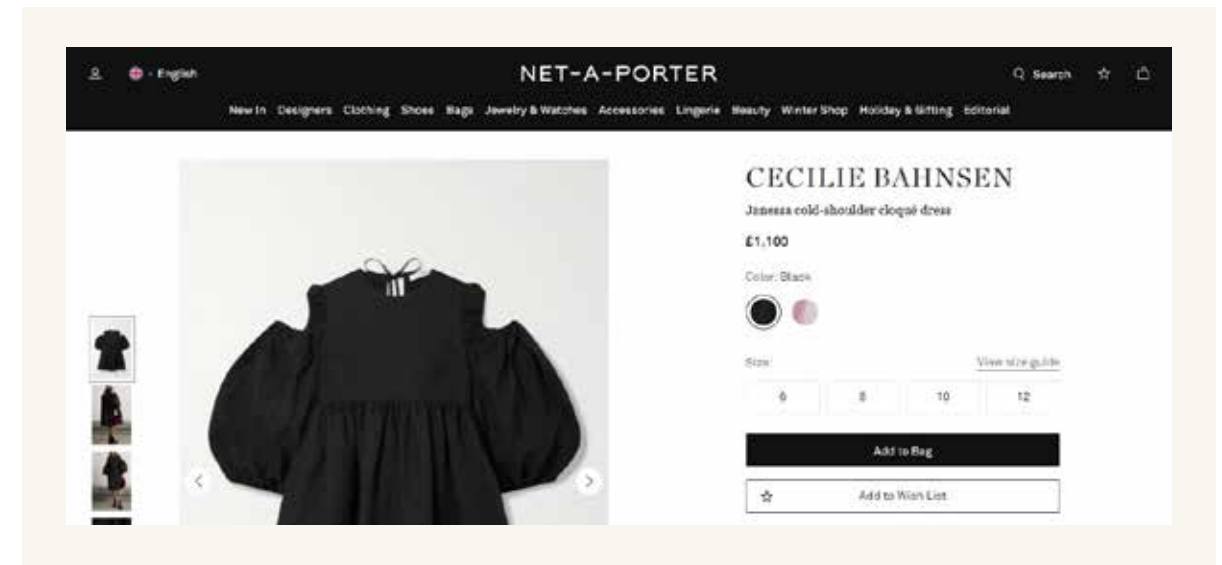 English
NET-A-PORTER
Search
New In Designers Clothing Shoes Bags Jewelry & Watches Accessories Lingerie Beauty Winter Shop Holiday & Gifting Editorial
CECILIE BAHNSEN
Janessa cold-shoulder cloqué dress
£1,100
Color: Black
Size:
View size guide
6 8 10 12
Add to Bag
Add to Wish List